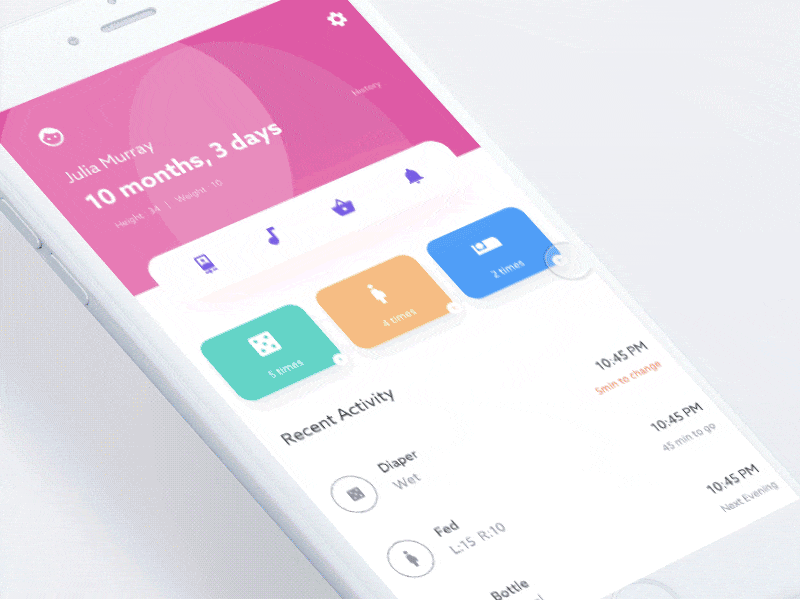 History
Julia Murray
10 months, 3 days
Height 34 | Weight 10
5 times
4 times
2 times
Recent Activity
Diaper
Wet
10:45 PM
5min to change
Fed
L:15 R:10
10:45 PM
45 min to go
Bottle
10:45 PM
Next Evening